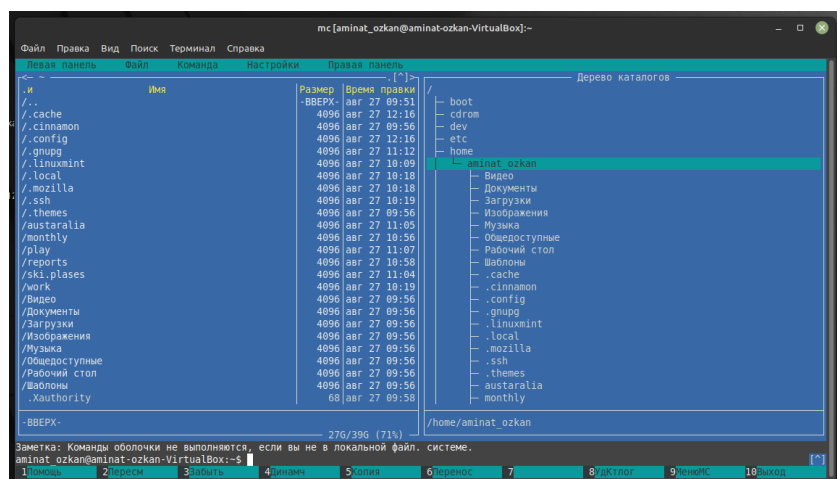 mc [aminat_ozkan@aminat-ozkan-VirtualBox]:~
Файл Правка Вид Поиск Терминал Справка
Левая панель Файл Команда Настройки Правая панель
<- ~ .[^]>
.и Имя Размер Время правки
/.. -ВВЕРХ- авг 27 09:51
/.cache 4096 авг 27 12:16
/.cinnamon 4096 авг 27 09:56
/.config 4096 авг 27 12:16
/.gnupg 4096 авг 27 11:12
/.linuxmint 4096 авг 27 10:09
/.local 4096 авг 27 10:18
/.mozilla 4096 авг 27 10:18
/.ssh 4096 авг 27 10:19
/.themes 4096 авг 27 09:56
/austaralia 4096 авг 27 11:05
/monthly 4096 авг 27 10:56
/play 4096 авг 27 11:07
/reports 4096 авг 27 10:58
/ski.plases 4096 авг 27 11:04
/work 4096 авг 27 10:19
/Видео 4096 авг 27 09:56
/Документы 4096 авг 27 09:56
/Загрузки 4096 авг 27 09:56
/Изображения 4096 авг 27 09:56
/Музыка 4096 авг 27 09:56
/Общедоступные 4096 авг 27 09:56
/Рабочий стол 4096 авг 27 09:56
/Шаблоны 4096 авг 27 09:56
.Xauthority 68 авг 27 09:58
-ВВЕРХ-
27G/39G (71%)
Дерево каталогов
/
boot
cdrom
dev
etc
home
aminat_ozkan
Видео
Документы
Загрузки
Изображения
Музыка
Общедоступные
Рабочий стол
Шаблоны
.cache
.cinnamon
.config
.gnupg
.linuxmint
.local
.mozilla
.ssh
.themes
austaralia
monthly
/home/aminat_ozkan
Заметка: Команды оболочки не выполняются, если вы не в локальной файл. системе.
aminat_ozkan@aminat-ozkan-VirtualBox:~$ [^]
1Помощь 2Пересм 3Забыть 4Динамч 5Копия 6Перенос 7 8УдКтлог 9МенюМС 10Выход